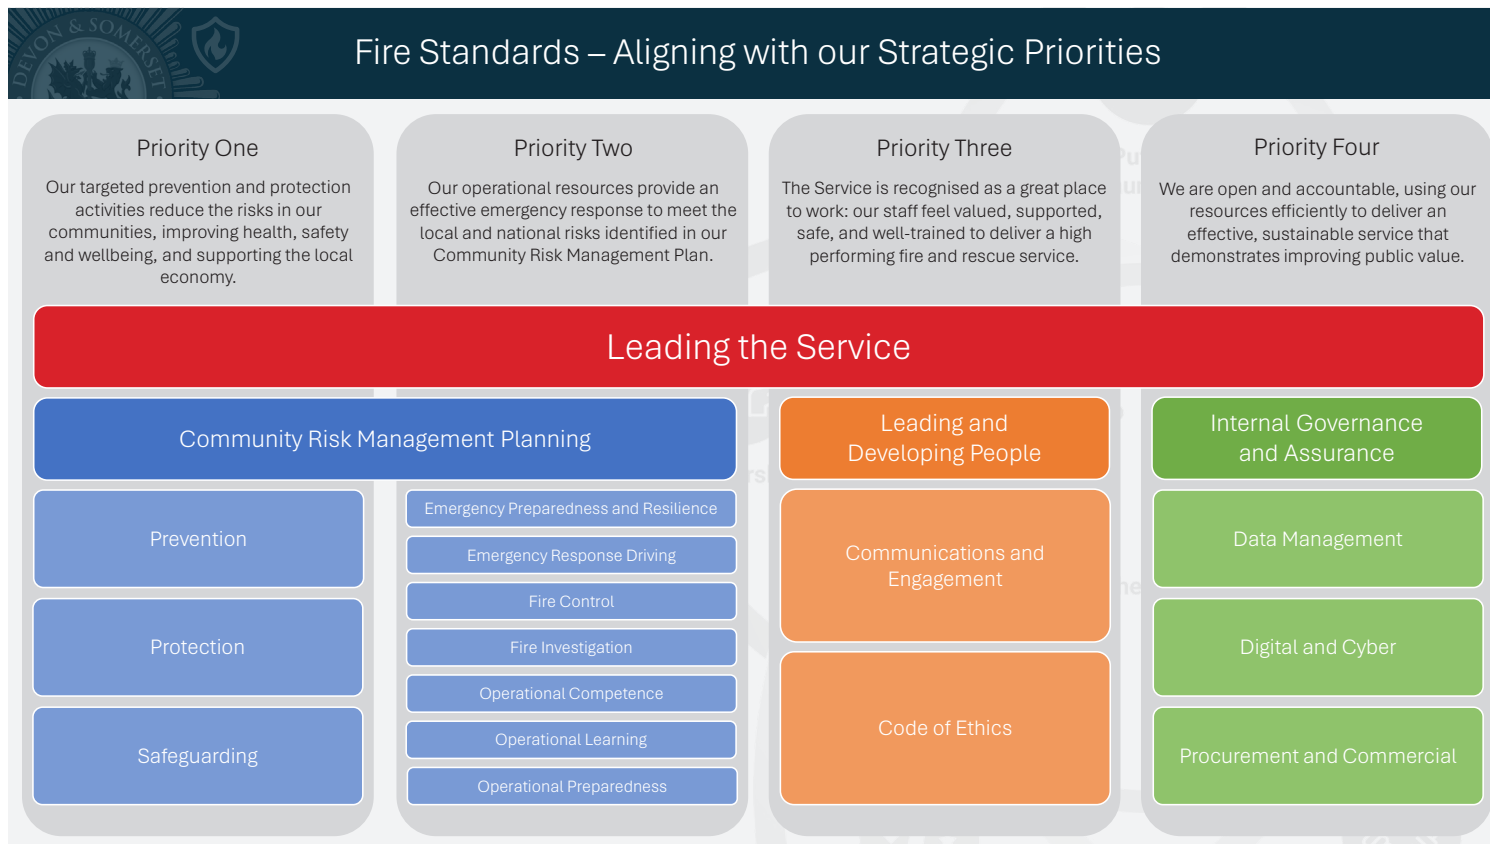 DEVON & SOMERSET
Fire Standards – Aligning with our Strategic Priorities
Priority One
Our targeted prevention and protection
activities reduce the risks in our
communities, improving health, safety
and wellbeing, and supporting the local
economy.
Priority Two
Our operational resources provide an
effective emergency response to meet the
local and national risks identified in our
Community Risk Management Plan.
Priority Three
The Service is recognised as a great place
to work: our staff feel valued, supported,
safe, and well-trained to deliver a high
performing fire and rescue service.
Priority Four
We are open and accountable, using our
resources efficiently to deliver an
effective, sustainable service that
demonstrates improving public value.
Leading the Service
Community Risk Management Planning
Prevention
Protection
Safeguarding
Emergency Preparedness and Resilience
Emergency Response Driving
Fire Control
Fire Investigation
Operational Competence
Operational Learning
Operational Preparedness
Leading and
Developing People
Communications and
Engagement
Code of Ethics
Internal Governance
and Assurance
Data Management
Digital and Cyber
Procurement and Commercial